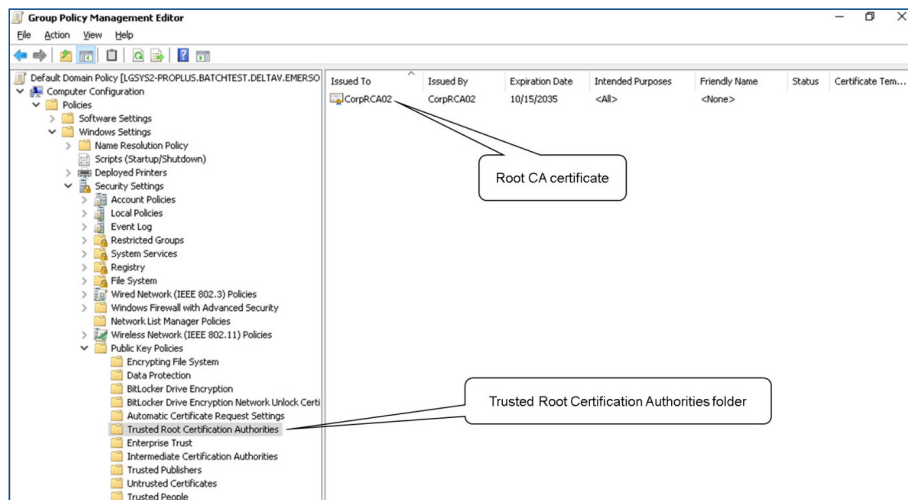 Group Policy Management Editor
File Action View Help
Default Domain Policy [LGSYS2-PROPLUS.BATCHTEST.DELTAV.EMERSO
Computer Configuration
Policies
Software Settings
Windows Settings
Name Resolution Policy
Scripts (Startup/Shutdown)
Deployed Printers
Security Settings
Account Policies
Local Policies
Event Log
Restricted Groups
System Services
Registry
File System
Wired Network (IEEE 802.3) Policies
Windows Firewall with Advanced Security
Network List Manager Policies
Wireless Network (IEEE 802.11) Policies
Public Key Policies
Encrypting File System
Data Protection
BitLocker Drive Encryption
BitLocker Drive Encryption Network Unlock Certi
Automatic Certificate Request Settings
Trusted Root Certification Authorities
Enterprise Trust
Intermediate Certification Authorities
Trusted Publishers
Untrusted Certificates
Trusted People
Issued To Issued By Expiration Date Intended Purposes Friendly Name Status Certificate Tem...
CorpRCA02 CorpRCA02 10/15/2035 <All> <None>
Root CA certificate
Trusted Root Certification Authorities folder